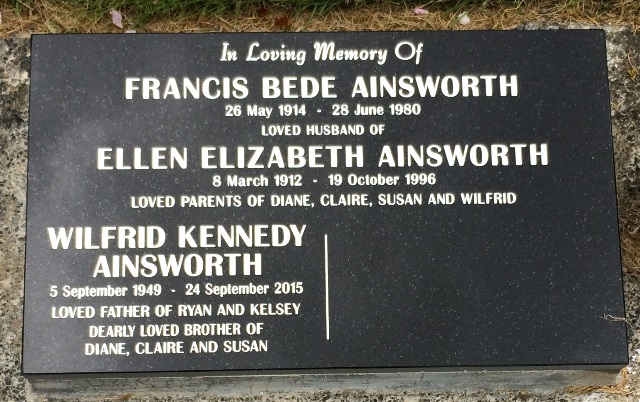 In Loving Memory Of
FRANCIS BEDE AINSWORTH
26 May 1914 - 28 June 1980
LOVED HUSBAND OF
ELLEN ELIZABETH AINSWORTH
8 March 1912 - 19 October 1996
LOVED PARENTS OF DIANE, CLAIRE, SUSAN AND WILFRID
WILFRID KENNEDY
AINSWORTH
5 September 1949 - 24 September 2015
LOVED FATHER OF RYAN AND KELSEY
DEARLY LOVED BROTHER OF
DIANE, CLAIRE AND SUSAN